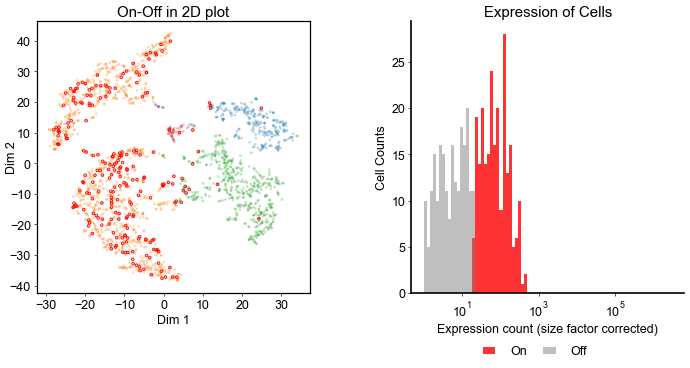 On-Off in 2D plot
Expression of Cells
40
30
20
10
0
−10
−20
−30
−40
Dim 2
−30 −20 −10 0 10 20 30
Dim 1
25
20
15
10
5
0
Cell Counts
10^1 10^3 10^5
Expression count (size factor corrected)
On Off